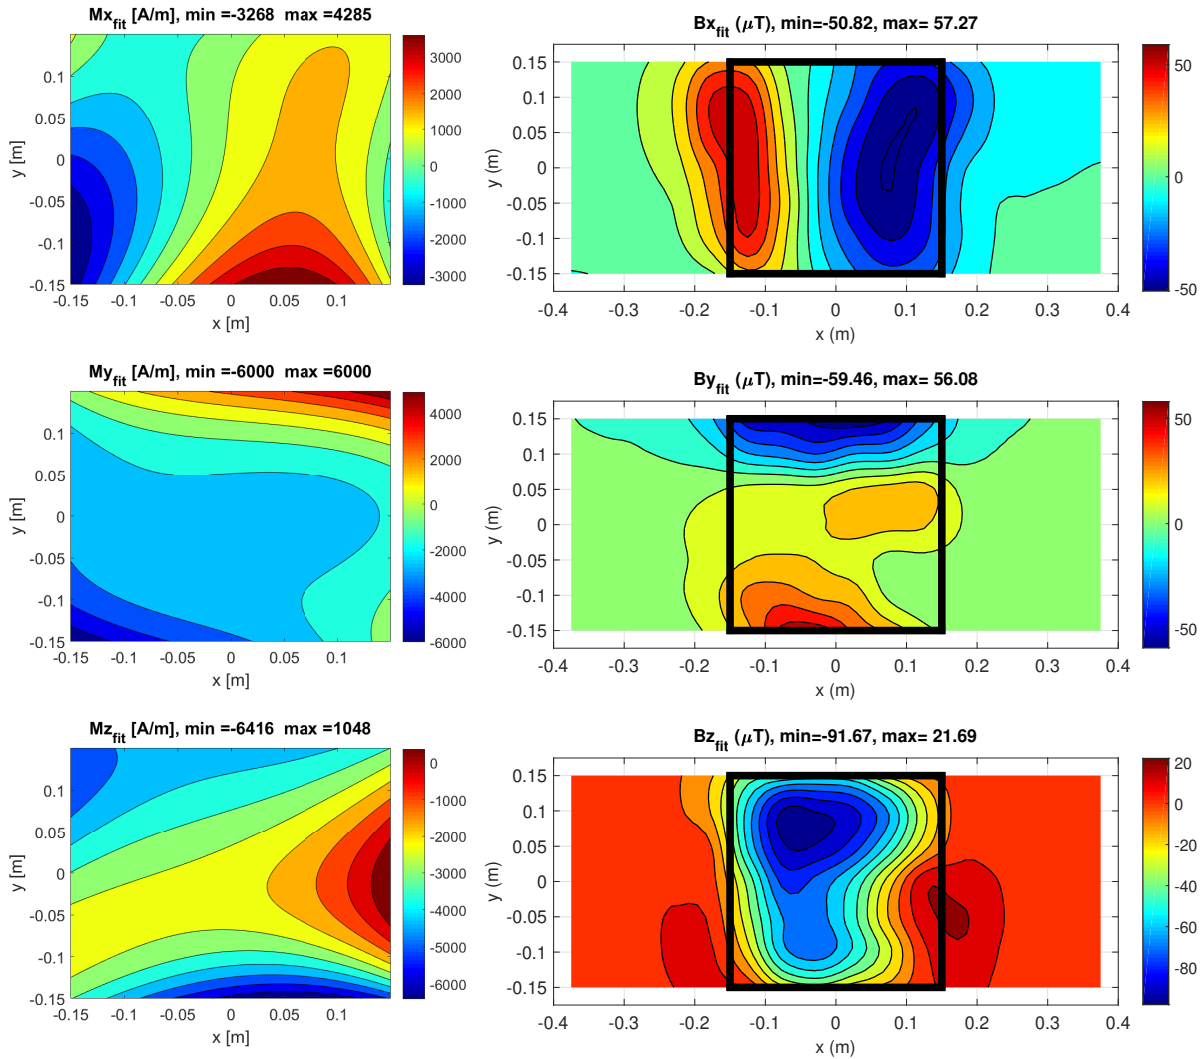 Mx_fit [A/m], min =-3268  max =4285
0.1
0.05
0
-0.05
-0.1
-0.15
y [m]
-0.15 -0.1 -0.05 0 0.05 0.1
x [m]
3000
2000
1000
0
-1000
-2000
-3000
Bx_fit (μT), min=-50.82, max= 57.27
0.15
0.1
0.05
0
-0.05
-0.1
-0.15
y (m)
-0.4 -0.3 -0.2 -0.1 0 0.1 0.2 0.3 0.4
x (m)
50
0
-50
My_fit [A/m], min =-6000  max =6000
0.1
0.05
0
-0.05
-0.1
-0.15
y [m]
-0.15 -0.1 -0.05 0 0.05 0.1
x [m]
4000
2000
0
-2000
-4000
-6000
By_fit (μT), min=-59.46, max= 56.08
0.15
0.1
0.05
0
-0.05
-0.1
-0.15
y (m)
-0.4 -0.3 -0.2 -0.1 0 0.1 0.2 0.3 0.4
x (m)
50
0
-50
Mz_fit [A/m], min =-6416  max =1048
0.1
0.05
0
-0.05
-0.1
-0.15
y [m]
-0.15 -0.1 -0.05 0 0.05 0.1
x [m]
0
-1000
-2000
-3000
-4000
-5000
-6000
Bz_fit (μT), min=-91.67, max= 21.69
0.15
0.1
0.05
0
-0.05
-0.1
-0.15
y (m)
-0.4 -0.3 -0.2 -0.1 0 0.1 0.2 0.3 0.4
x (m)
20
0
-20
-40
-60
-80